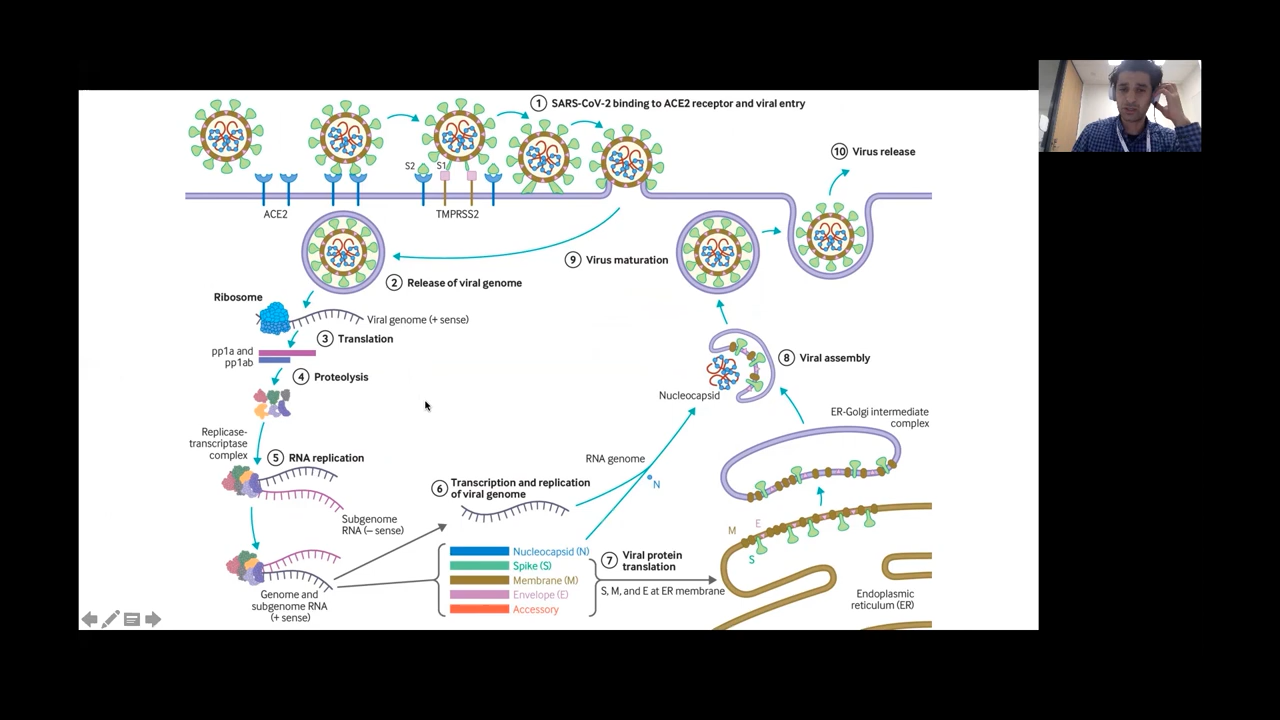 1 SARS-CoV-2 binding to ACE2 receptor and viral entry
10 Virus release
S2
S1
ACE2
TMPRSS2
9 Virus maturation
2 Release of viral genome
Ribosome
Viral genome (+ sense)
3 Translation
pp1a and
pp1ab
4 Proteolysis
8 Viral assembly
Nucleocapsid
ER-Golgi intermediate
complex
Replicase-
transcriptase
complex
5 RNA replication
RNA genome
N
6 Transcription and replication
of viral genome
Subgenome
RNA (– sense)
M
E
S
Nucleocapsid (N)
Spike (S)
Membrane (M)
Envelope (E)
Accessory
7 Viral protein
translation
S, M, and E at ER membrane
Genome and
subgenome RNA
(+ sense)
Endoplasmic
reticulum (ER)